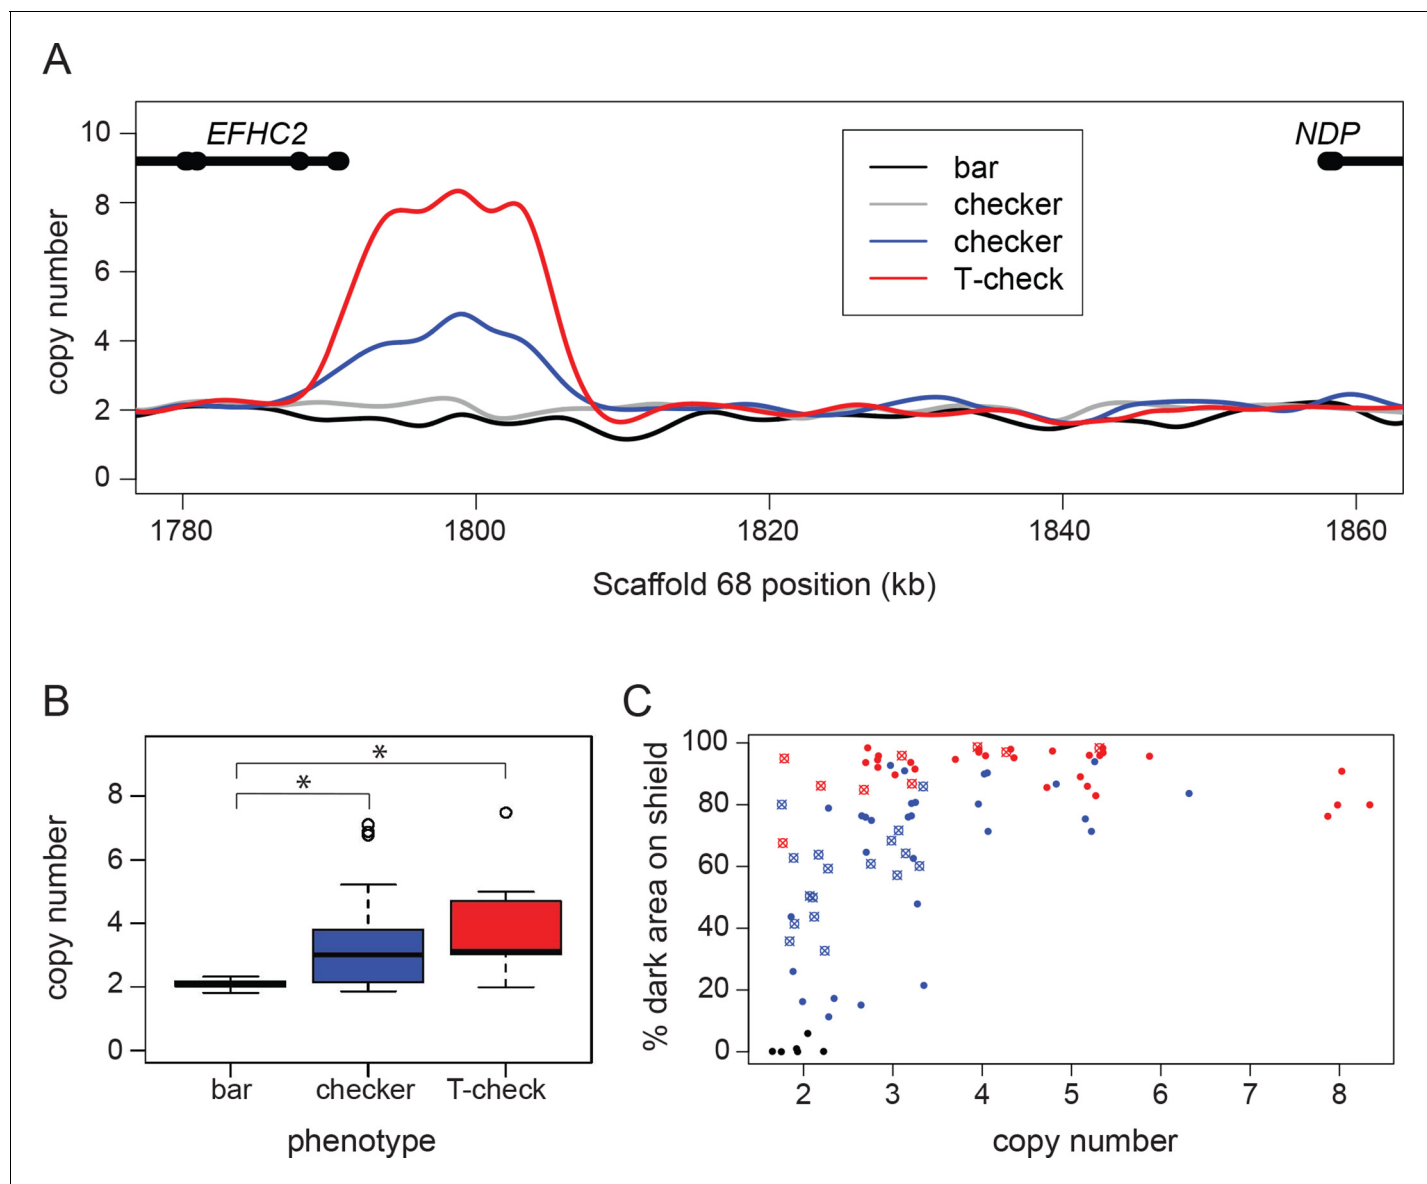 A
EFHC2
NDP
10
8
6
4
2
0
copy number
bar
checker
checker
T-check
1780 1800 1820 1840 1860
Scaffold 68 position (kb)
B
8
6
4
2
0
copy number
*
*
bar checker T-check
phenotype
C
100
80
60
40
20
0
% dark area on shield
2 3 4 5 6 7 8
copy number